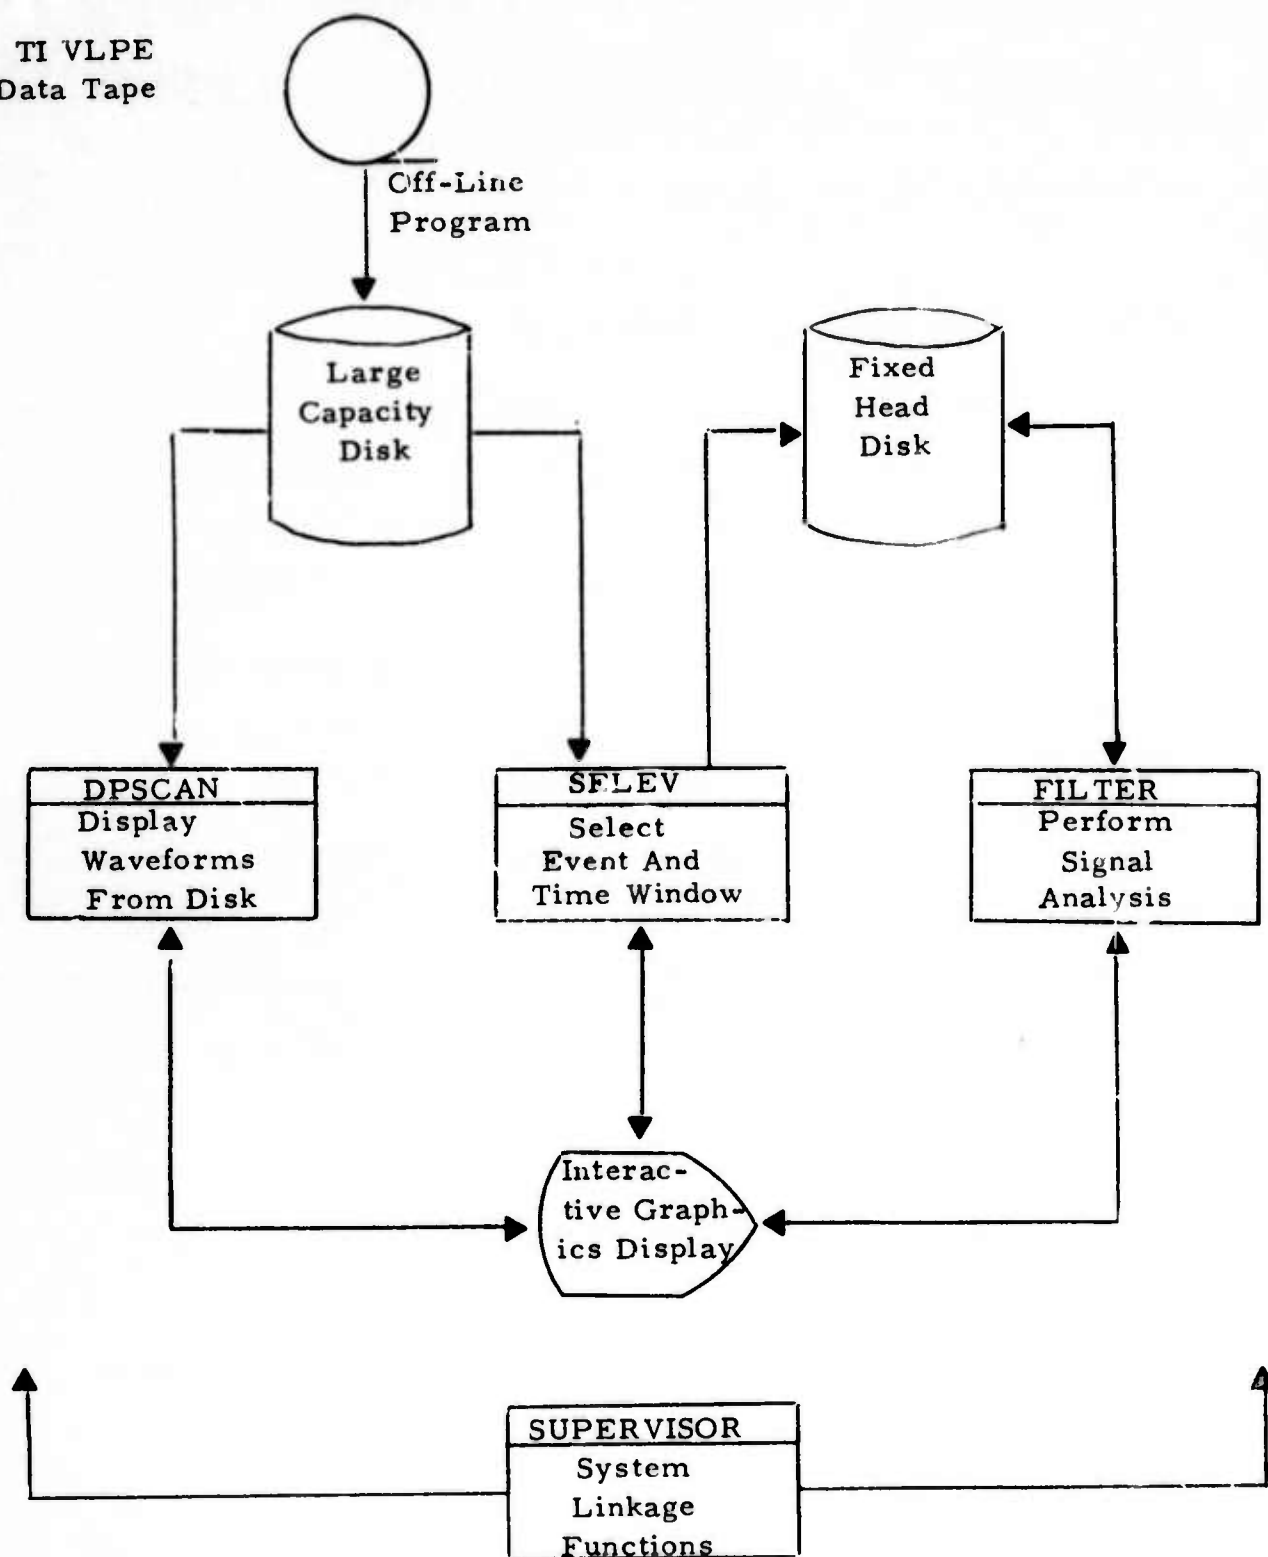 TI VLPE
Data Tape
Off-Line
Program
Large
Capacity
Disk
Fixed
Head
Disk
DPSCAN
Display
Waveforms
From Disk
SELEV
Select
Event And
Time Window
FILTER
Perform
Signal
Analysis
Interac-
tive Graph-
ics Display
SUPERVISOR
System
Linkage
Functions